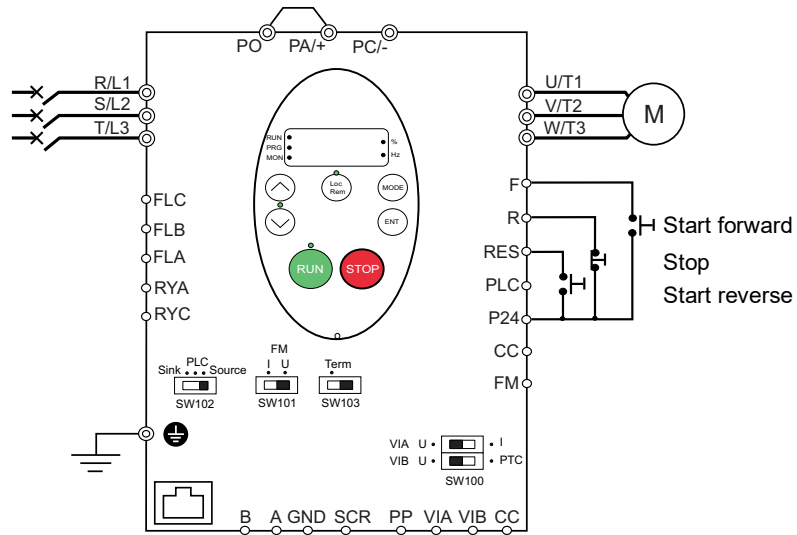 PO PA/+ PC/-
R/L1
S/L2
T/L3
U/T1
V/T2
W/T3
M
RUN
PRG
MON
%
Hz
Loc
Rem
MODE
ENT
RUN
STOP
FLC
FLB
FLA
RYA
RYC
F
R
RES
PLC
P24
CC
FM
Start forward
Stop
Start reverse
PLC
Sink Source
SW102
FM
I U
SW101
Term
SW103
VIA U I
VIB U PTC
SW100
B A GND SCR PP VIA VIB CC